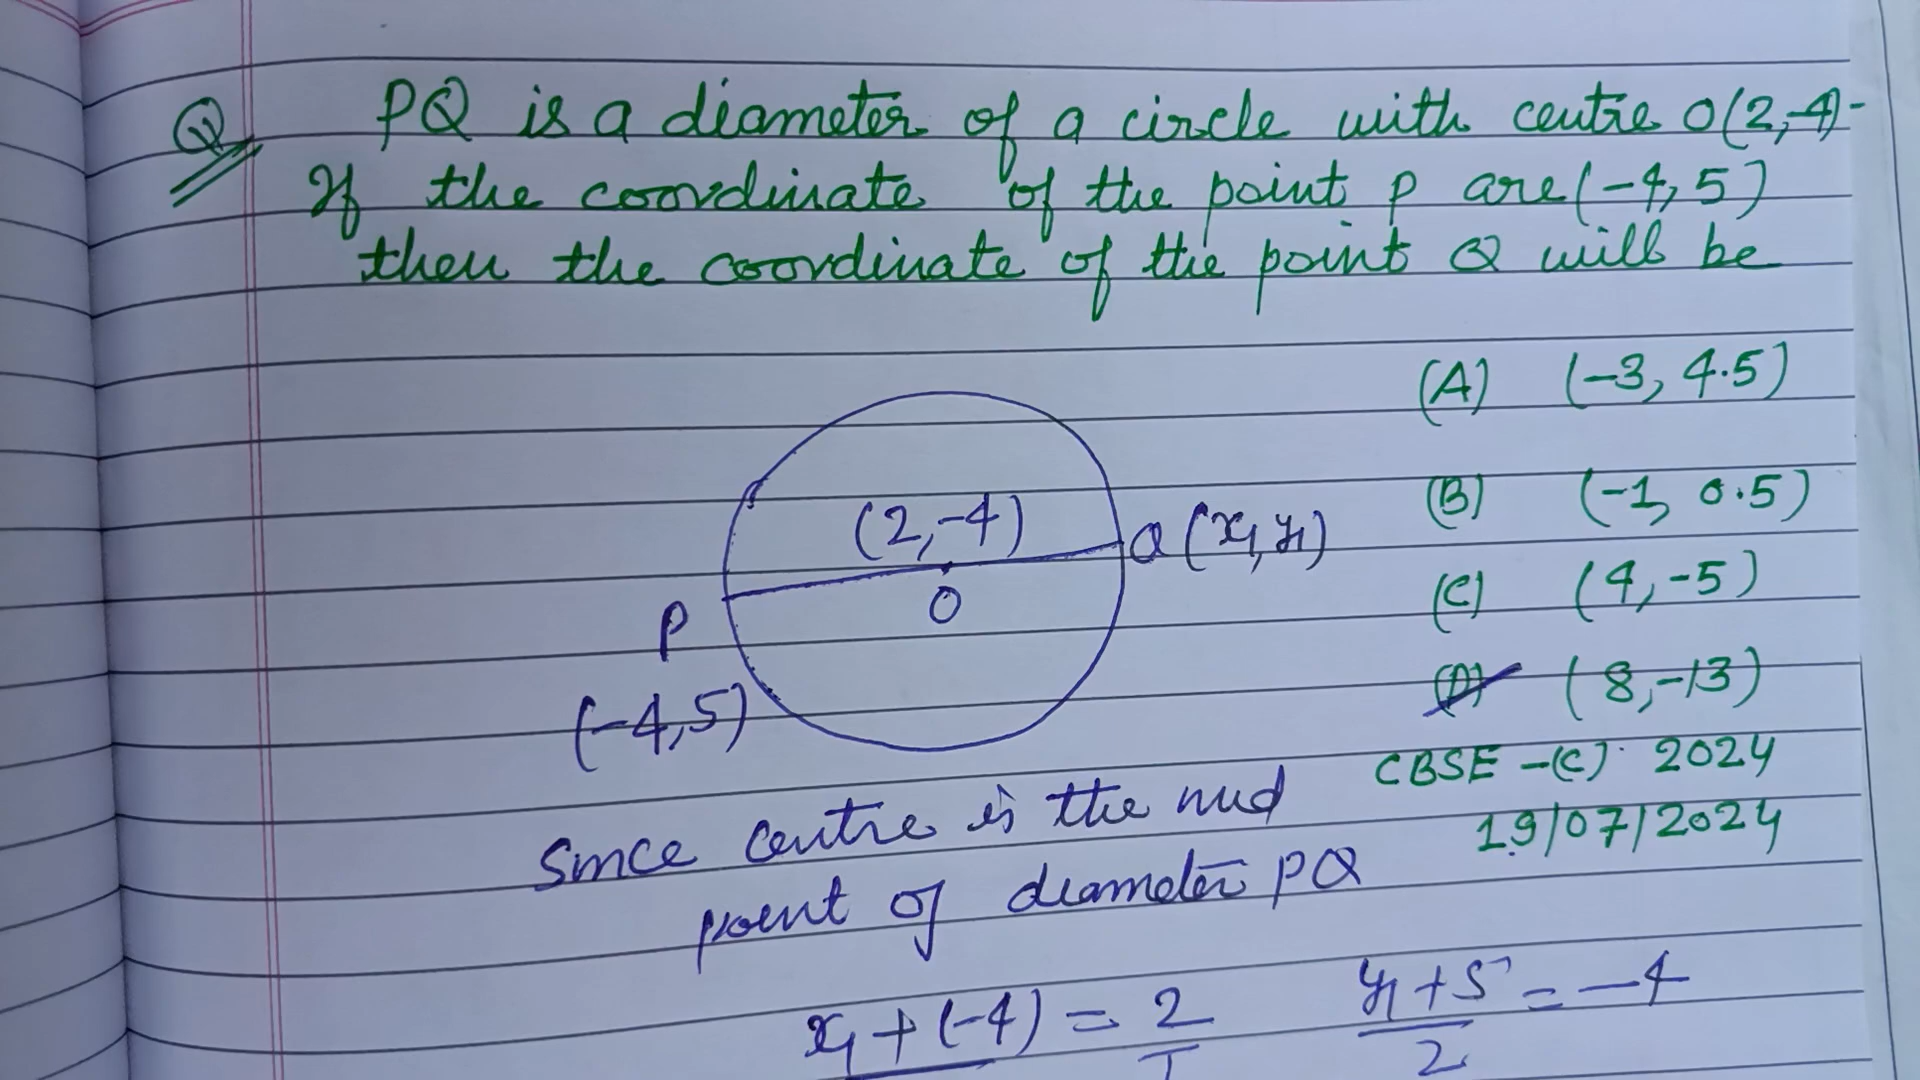 Q PQ is a diameter of a circle with centre O(2,-4)-
If the coordinate of the point P are (-4, 5)
then the coordinate of the point Q will be
(A) (-3, 4.5)
(B) (-1, 0.5)
(C) (4, -5)
(D) (8, -13)
CBSE -(C) 2024
19/07/2024
(2,-4)
Q (x1, y1)
O
P
(-4,5)
Since centre is the mid
point of diameter PQ
x1 + (-4) = 2/1
(y1 + 5)/2 = -4